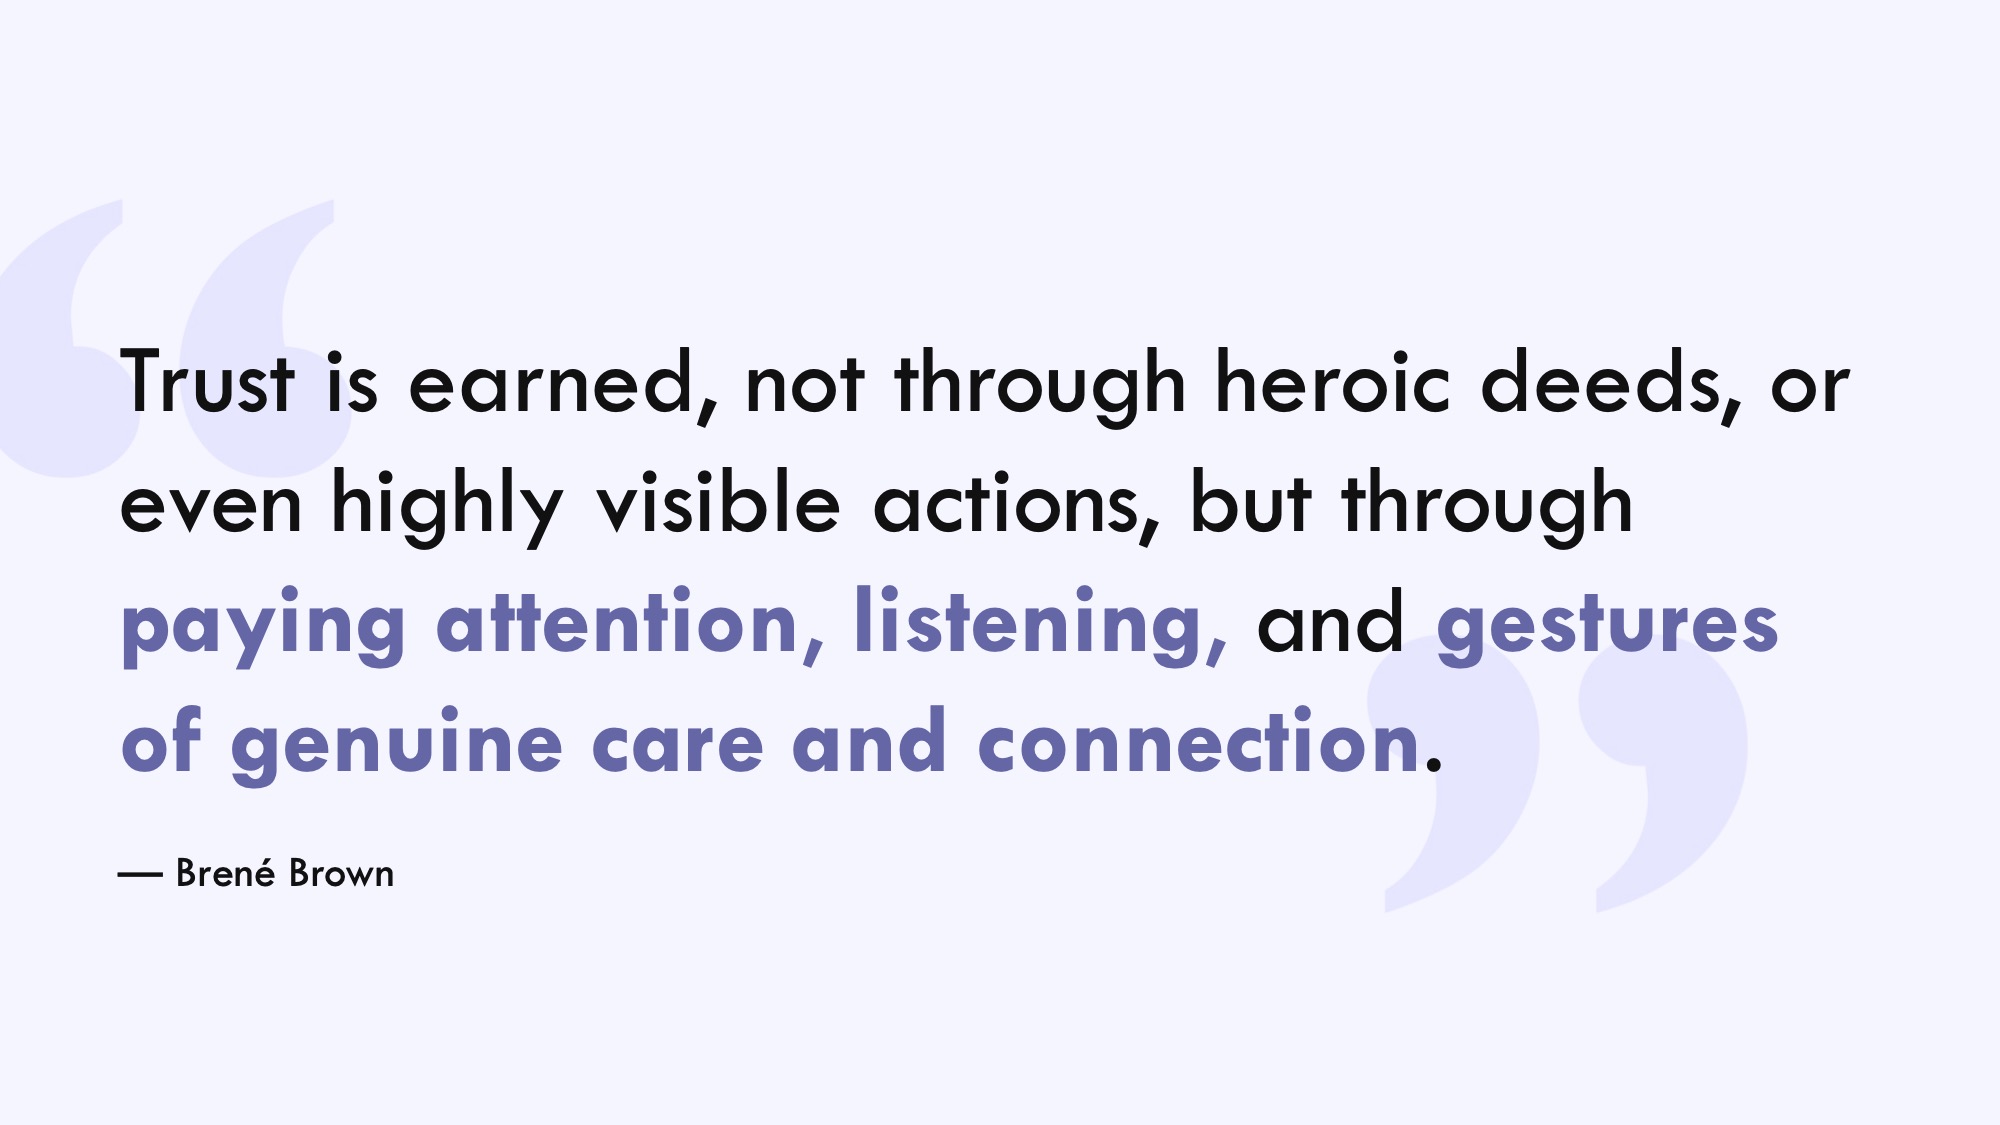 Trust is earned, not through heroic deeds, or
even highly visible actions, but through
paying attention, listening, and gestures
of genuine care and connection.
— Brené Brown